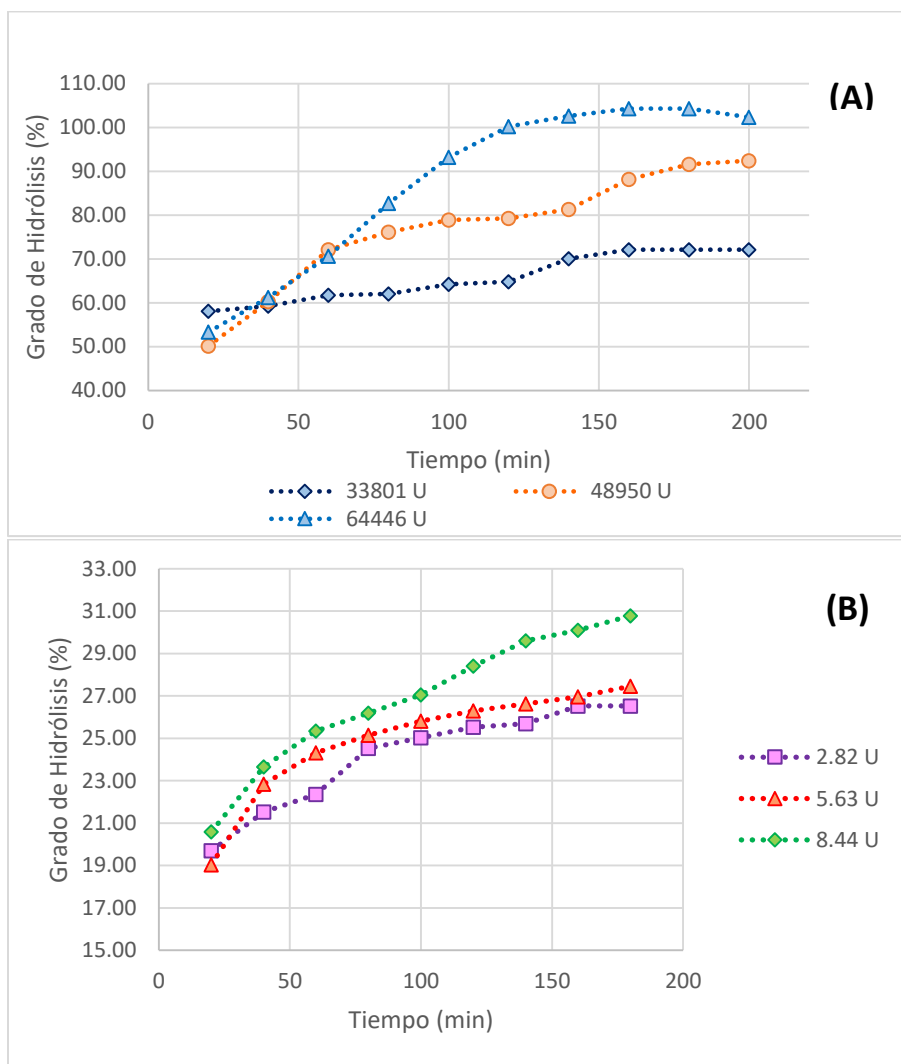 (A)
Grado de Hidrólisis (%)
110.00
100.00
90.00
80.00
70.00
60.00
50.00
40.00
0 50 100 150 200
Tiempo (min)
33801 U 48950 U
64446 U
(B)
Grado de Hidrólisis (%)
33.00
31.00
29.00
27.00
25.00
23.00
21.00
19.00
17.00
15.00
0 50 100 150 200
Tiempo (min)
2.82 U
5.63 U
8.44 U